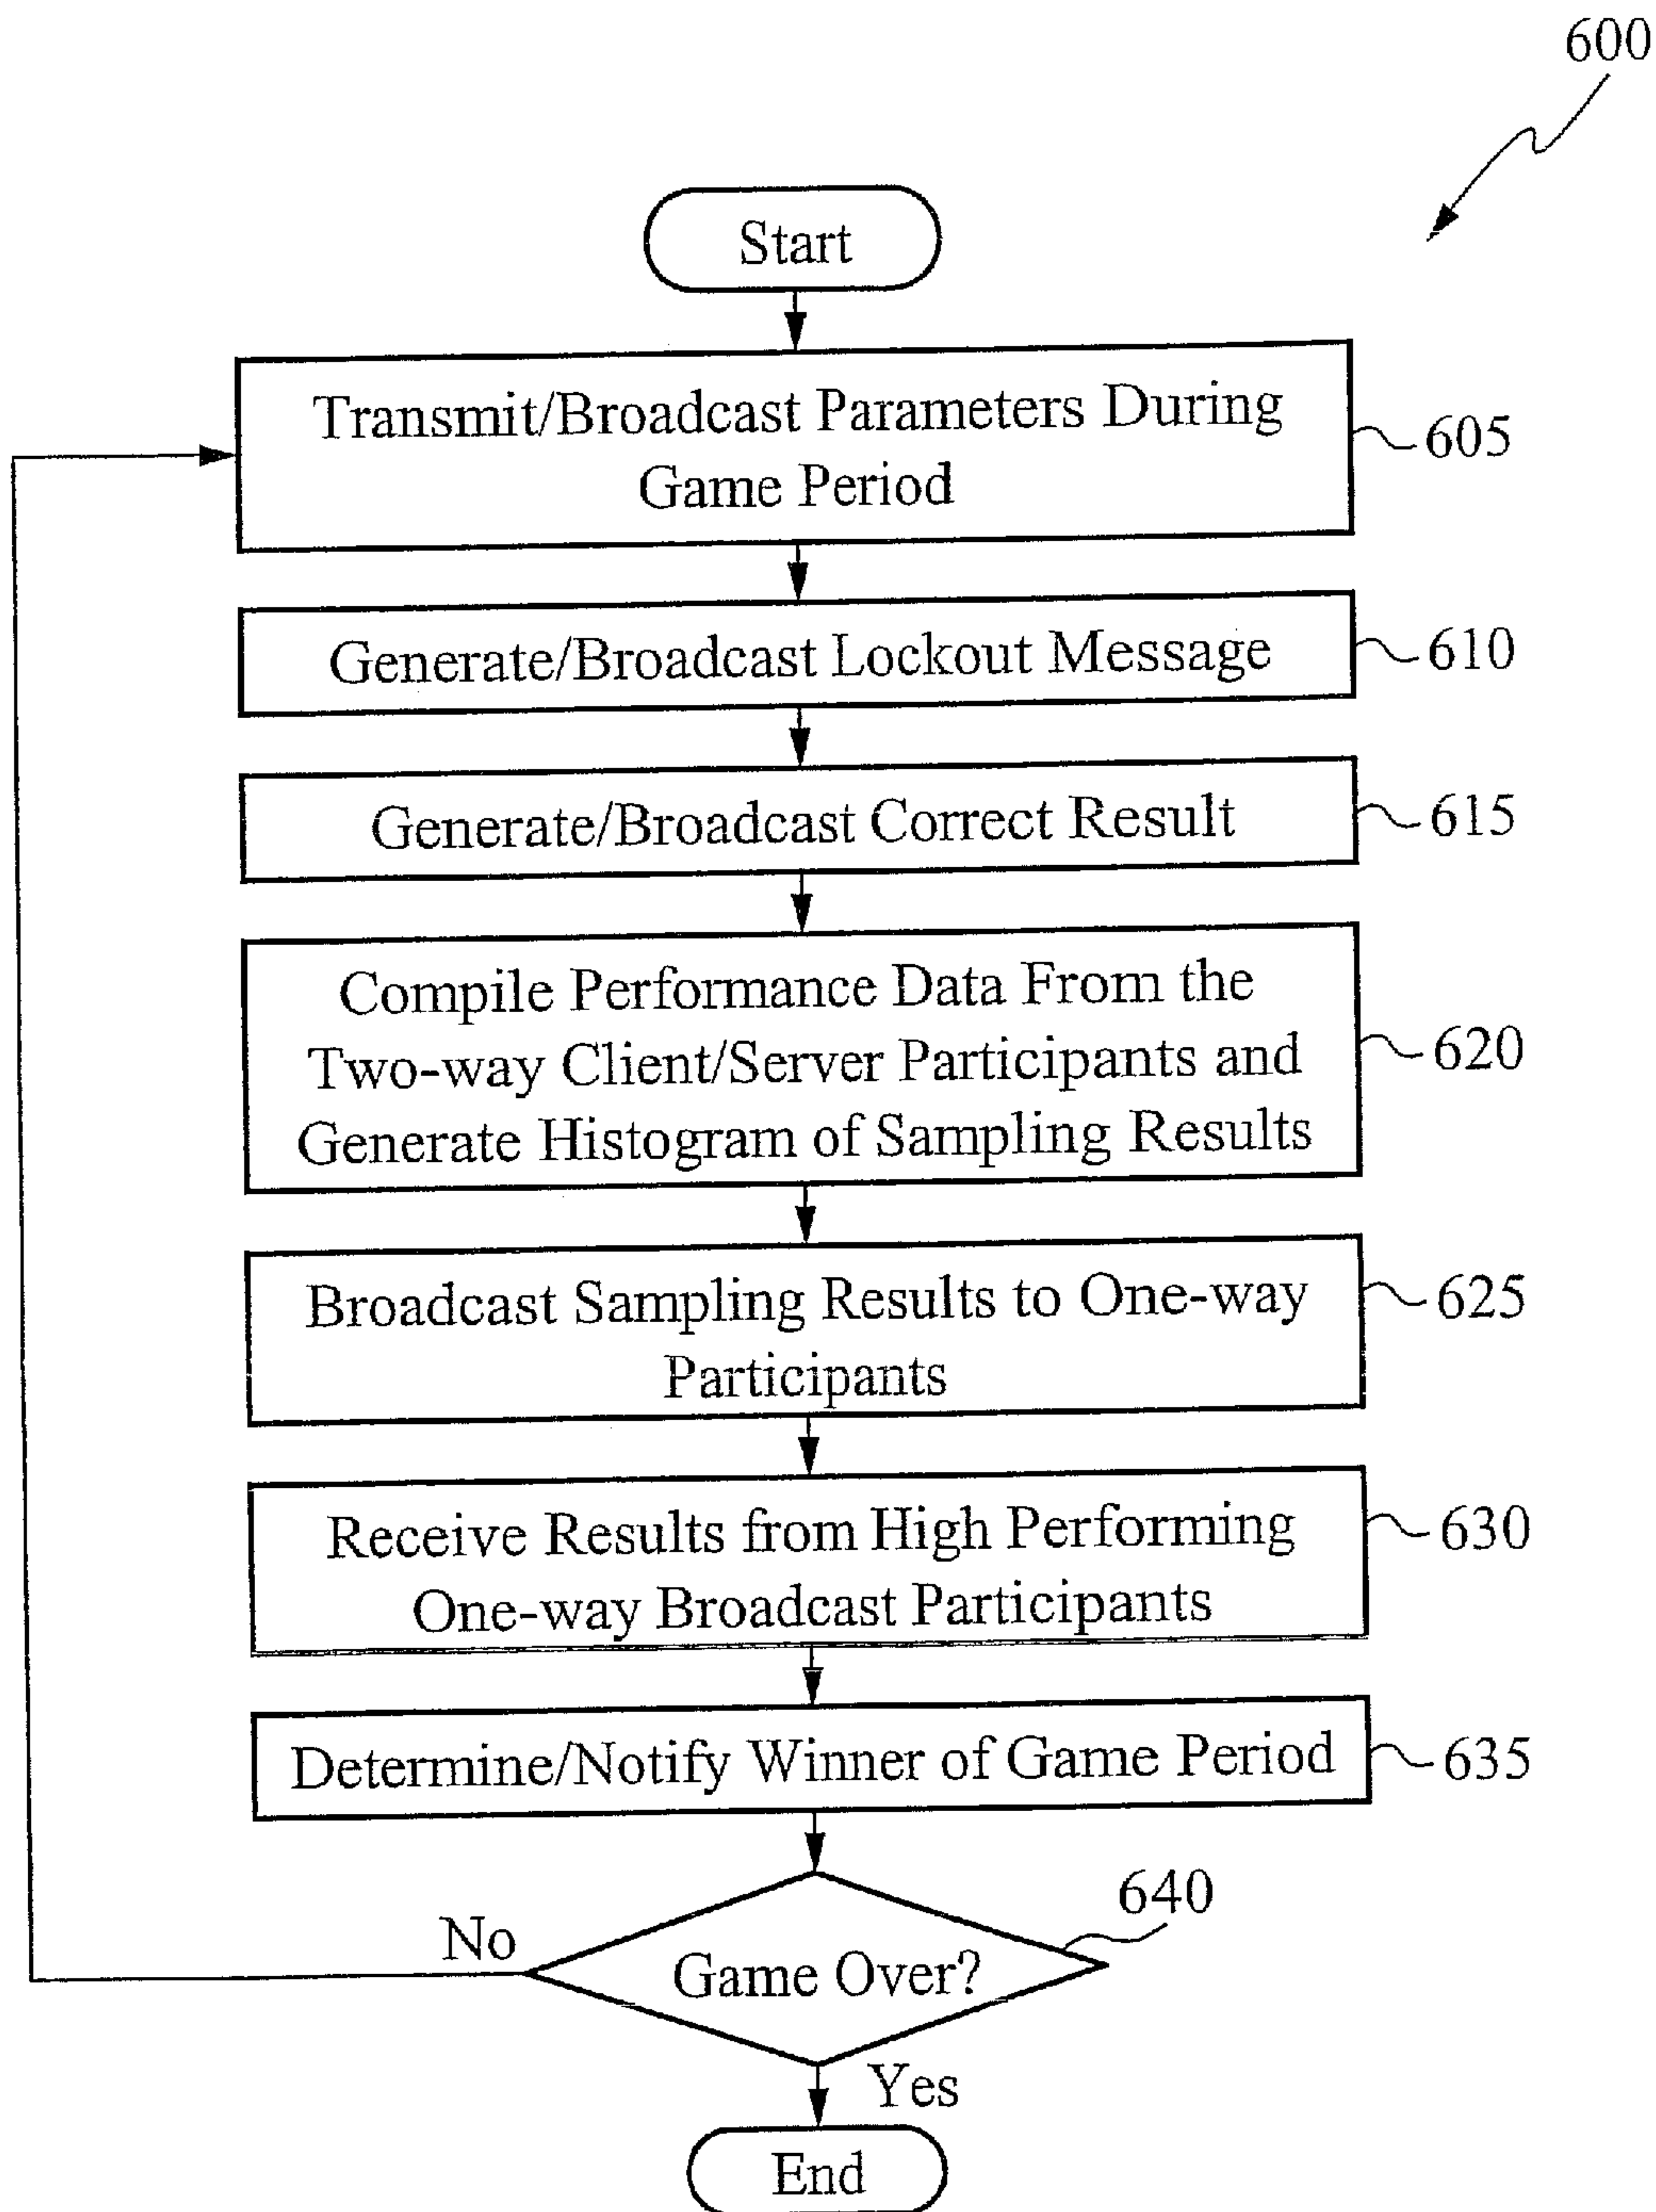 600
Start
Transmit/Broadcast Parameters During
Game Period
605
Generate/Broadcast Lockout Message
610
Generate/Broadcast Correct Result
615
Compile Performance Data From the
Two-way Client/Server Participants and
Generate Histogram of Sampling Results
620
Broadcast Sampling Results to One-way
Participants
625
Receive Results from High Performing
One-way Broadcast Participants
630
Determine/Notify Winner of Game Period
635
640
No
Game Over?
Yes
End